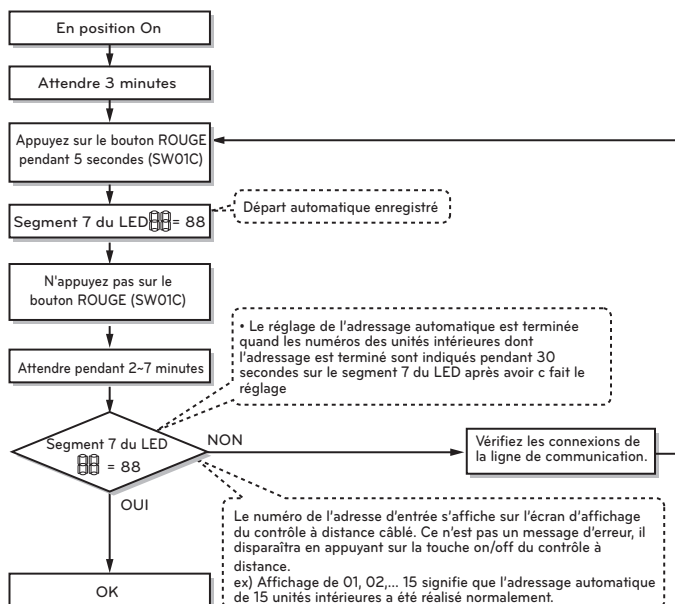 En position On
Attendre 3 minutes
Appuyez sur le bouton ROUGE
pendant 5 secondes (SW01C)
Segment 7 du LED 88 = 88
Départ automatique enregistré
N'appuyez pas sur le
bouton ROUGE (SW01C)
• Le réglage de l'adressage automatique est terminée
quand les numéros des unités intérieures dont
l'adressage est terminé sont indiqués pendant 30
secondes sur le segment 7 du LED après avoir c fait le
réglage
Attendre pendant 2~7 minutes
Segment 7 du LED
88 = 88
NON
Vérifiez les connexions de
la ligne de communication.
OUI
Le numéro de l'adresse d'entrée s'affiche sur l'écran d'affichage
du contrôle à distance câblé. Ce n'est pas un message d'erreur, il
disparaîtra en appuyant sur la touche on/off du contrôle à
distance.
ex) Affichage de 01, 02,... 15 signifie que l'adressage automatique
de 15 unités intérieures a été réalisé normalement.
OK